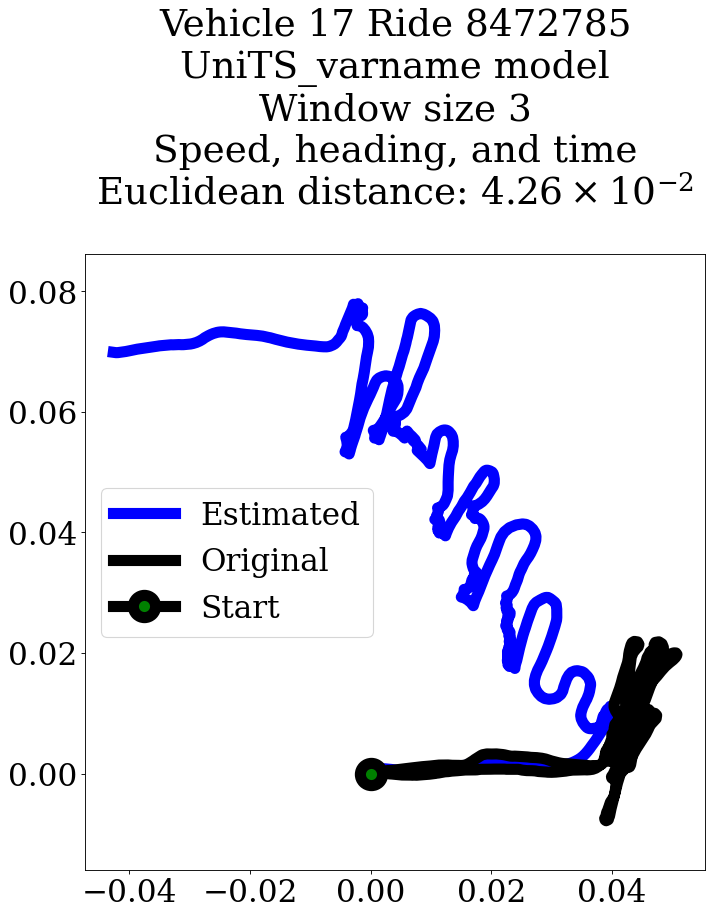 Vehicle 17 Ride 8472785
UniTS_varname model
Window size 3
Speed, heading, and time
Euclidean distance: 4.26 × 10⁻²
0.08
0.06
0.04
0.02
0.00
Estimated
Original
Start
−0.04 −0.02 0.00 0.02 0.04